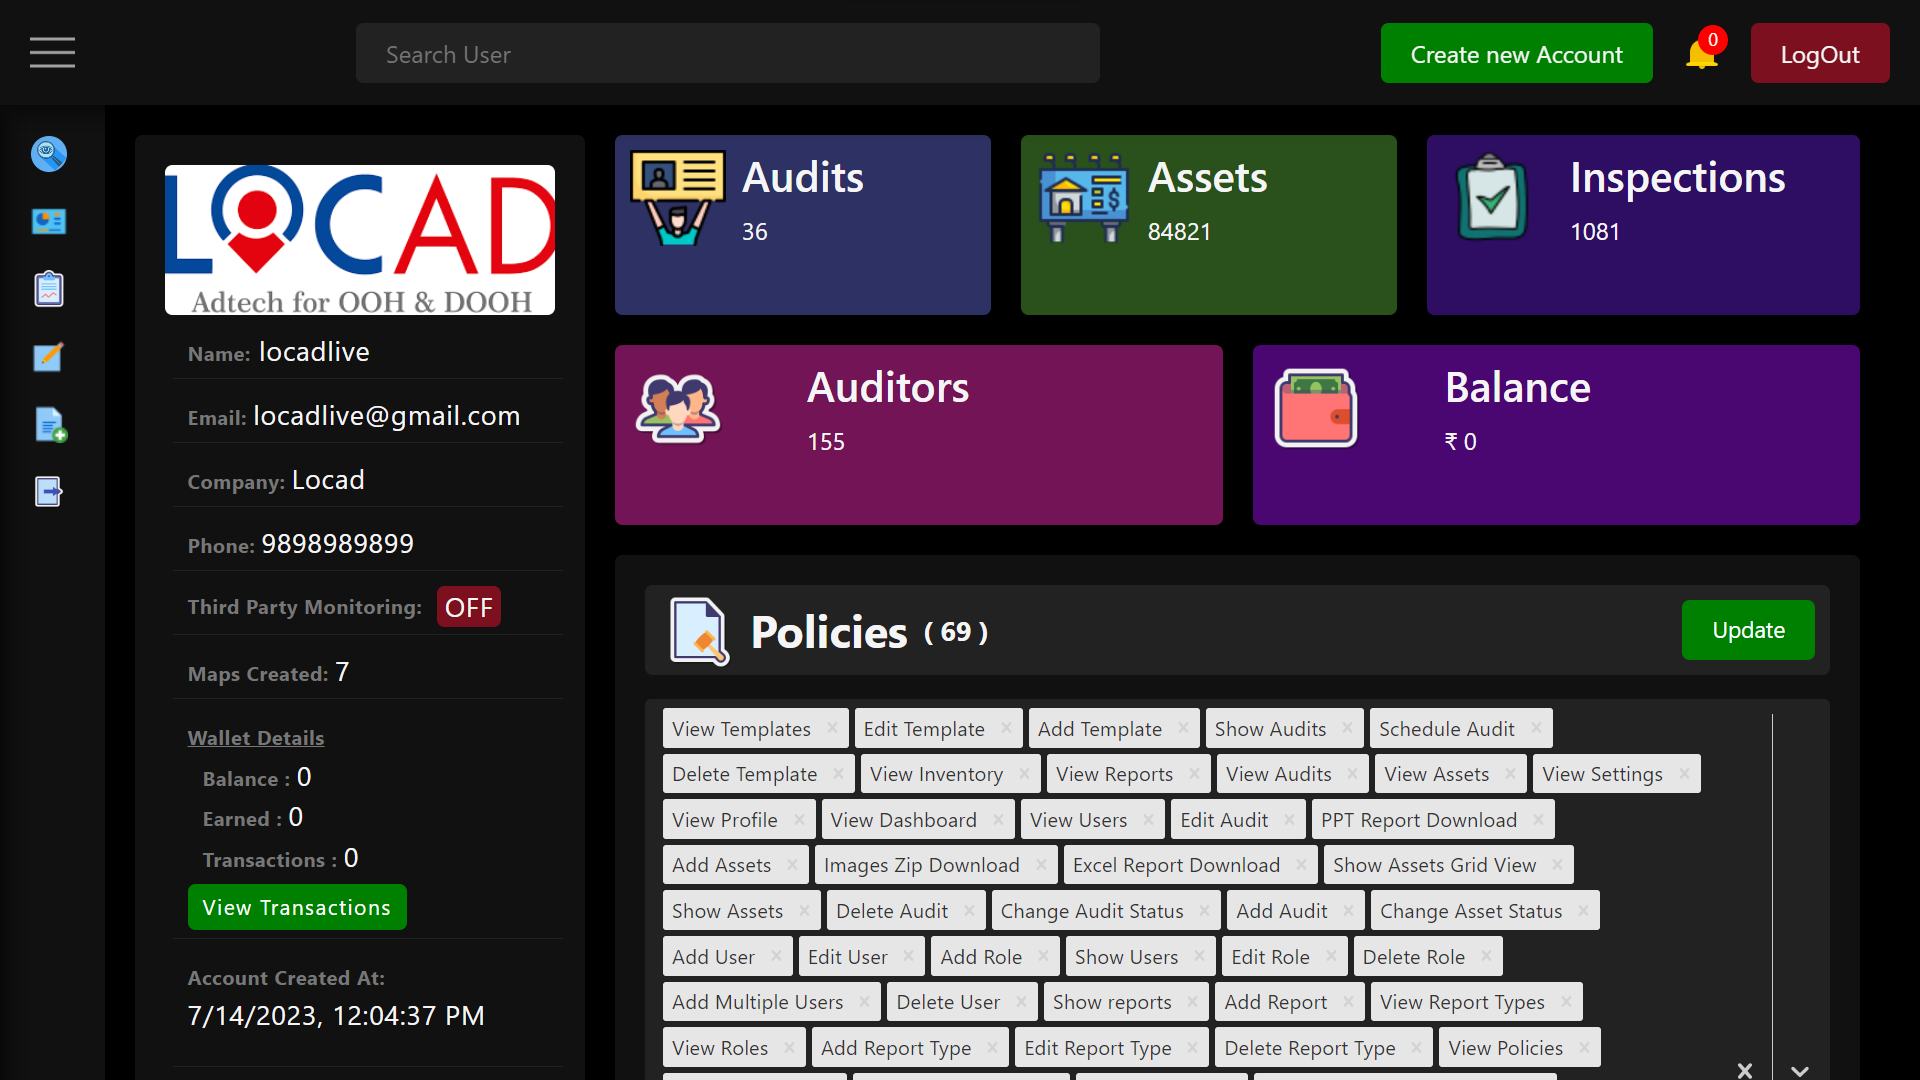 Search User
Create new Account
0
LogOut
LOCAD
Adtech for OOH & DOOH
Name: locadlive
Email: locadlive@gmail.com
Company: Locad
Phone: 9898989899
Third Party Monitoring: OFF
Maps Created: 7
Wallet Details
Balance : 0
Earned : 0
Transactions : 0
View Transactions
Account Created At:
7/14/2023, 12:04:37 PM
Audits
36
Assets
84821
Inspections
1081
Auditors
155
Balance
₹ 0
Policies ( 69 )
Update
View Templates × Edit Template × Add Template × Show Audits × Schedule Audit ×
Delete Template × View Inventory × View Reports × View Audits × View Assets × View Settings ×
View Profile × View Dashboard × View Users × Edit Audit × PPT Report Download ×
Add Assets × Images Zip Download × Excel Report Download × Show Assets Grid View ×
Show Assets × Delete Audit × Change Audit Status × Add Audit × Change Asset Status ×
Add User × Edit User × Add Role × Show Users × Edit Role × Delete Role ×
Add Multiple Users × Delete User × Show reports × Add Report × View Report Types ×
View Roles × Add Report Type × Edit Report Type × Delete Report Type × View Policies ×